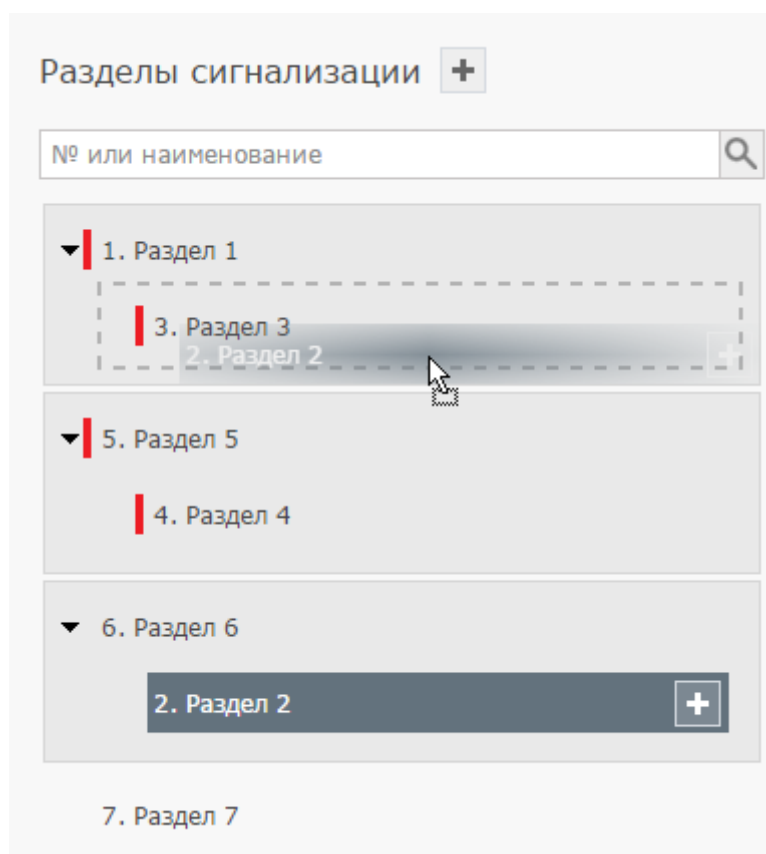 Разделы сигнализации
№ или наименование
1. Раздел 1
3. Раздел 3
2. Раздел 2
5. Раздел 5
4. Раздел 4
6. Раздел 6
2. Раздел 2
7. Раздел 7